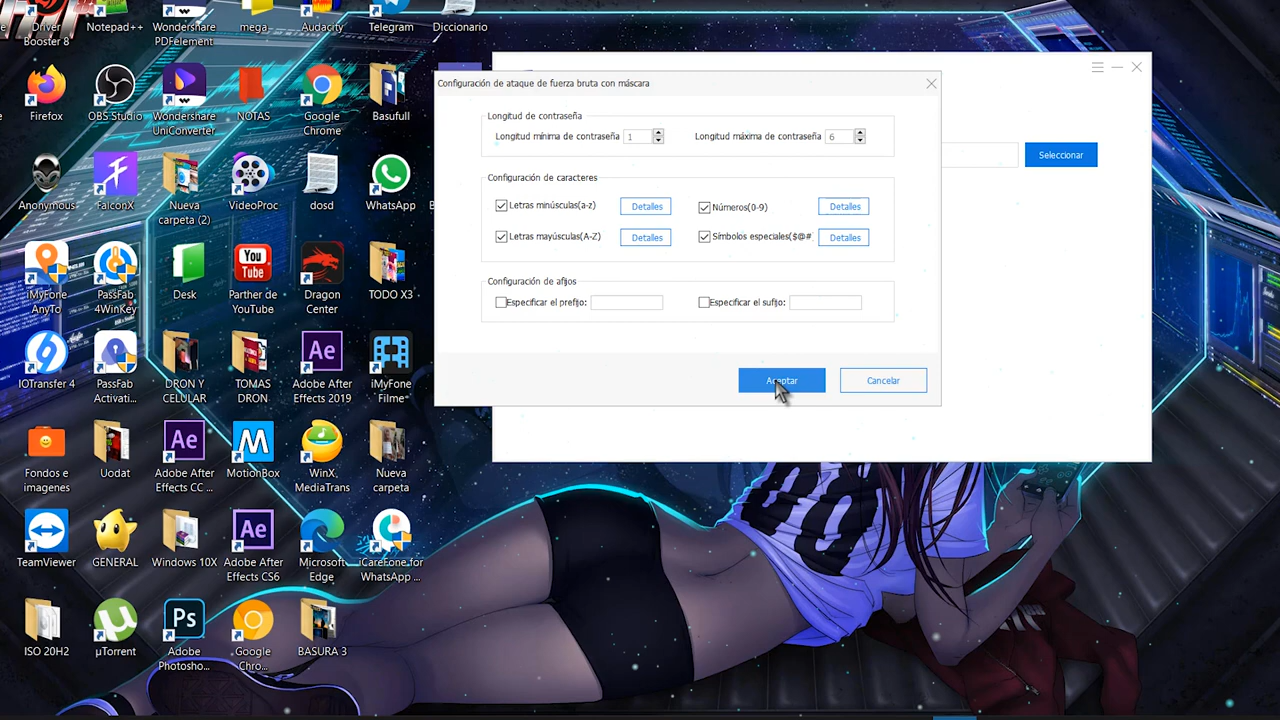 Driver
Booster 8
Notepad++
Wondershare
PDFelement
mega
Audacity
Telegram
Diccionario
Firefox
OBS Studio
Wondershare
UniConverter
NOTAS
Google
Chrome
Basufull
Anonymous
FalconX
Nueva
carpeta (2)
VideoProc
dosd
WhatsApp
iMyFone
AnyTo
PassFab
4WinKey
Desk
You
Tube
Parther de
YouTube
Dragon
Center
TODO X3
IOTransfer 4
PassFab
Activati...
DRON Y
CELULAR
TOMAS
DRON
Ae
Adobe After
Effects 2019
iMyFone
Filme
Fondos e
imagenes
Uodat
Ae
Adobe After
Effects CC ...
MotionBox
WinX
MediaTrans
Nueva
carpeta
TeamViewer
GENERAL
Windows 10X
Ae
Adobe After
Effects CS6
Microsoft
Edge
iCareFone for
WhatsApp ...
ISO 20H2
µTorrent
Ps
Adobe
Photosho...
Google
Chro...
BASURA 3
Configuración de ataque de fuerza bruta con máscara
Longitud de contraseña
Longitud mínima de contraseña 1
Longitud máxima de contraseña 6
Configuración de caracteres
Letras minúsculas(a-z) Detalles
Números(0-9) Detalles
Letras mayúsculas(A-Z) Detalles
Símbolos especiales($@# Detalles
Configuración de afijos
Especificar el prefijo:
Especificar el sufijo:
Aceptar
Cancelar
Seleccionar